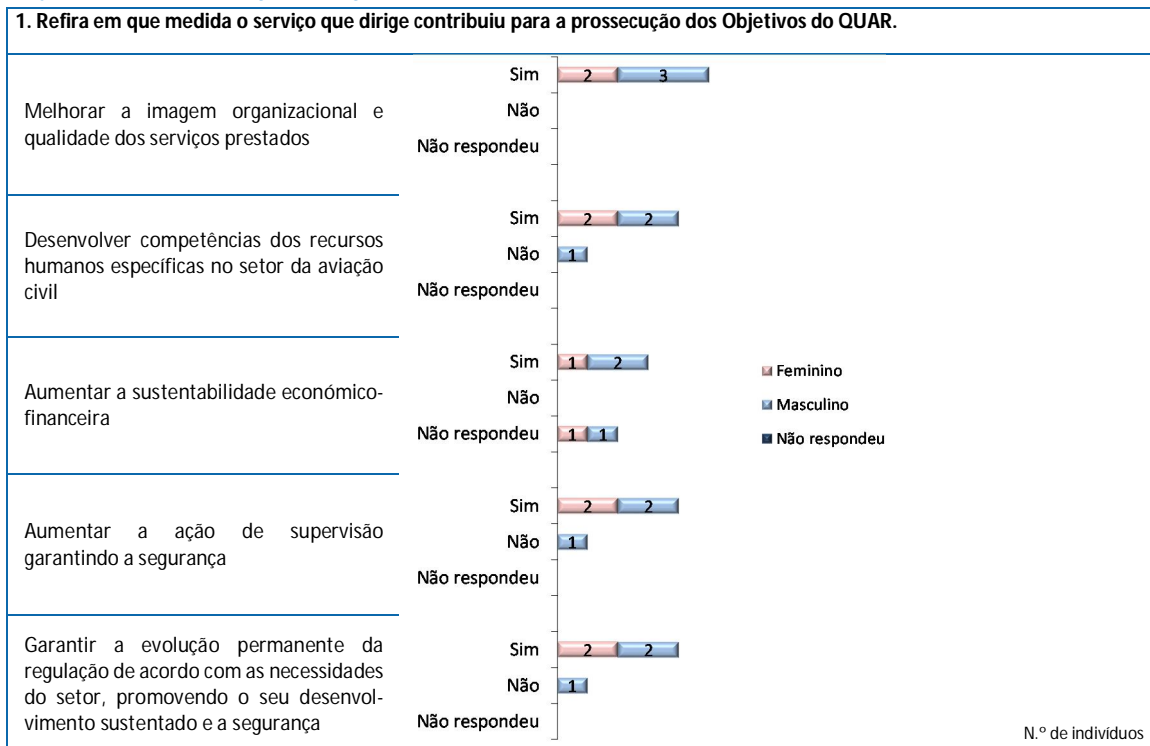 1. Refira em que medida o serviço que dirige contribuiu para a prossecução dos Objetivos do QUAR.
Melhorar a imagem organizacional e
qualidade dos serviços prestados
Sim 2 3
Não
Não respondeu
Desenvolver competências dos recursos
humanos específicas no setor da aviação
civil
Sim 2 2
Não 1
Não respondeu
Aumentar a sustentabilidade económico-
financeira
Sim 1 2
Não
Não respondeu 1 1
Feminino
Masculino
Não respondeu
Aumentar a ação de supervisão
garantindo a segurança
Sim 2 2
Não 1
Não respondeu
Garantir a evolução permanente da
regulação de acordo com as necessidades
do setor, promovendo o seu desenvol-
vimento sustentado e a segurança
Sim 2 2
Não 1
Não respondeu
N.º de indivíduos